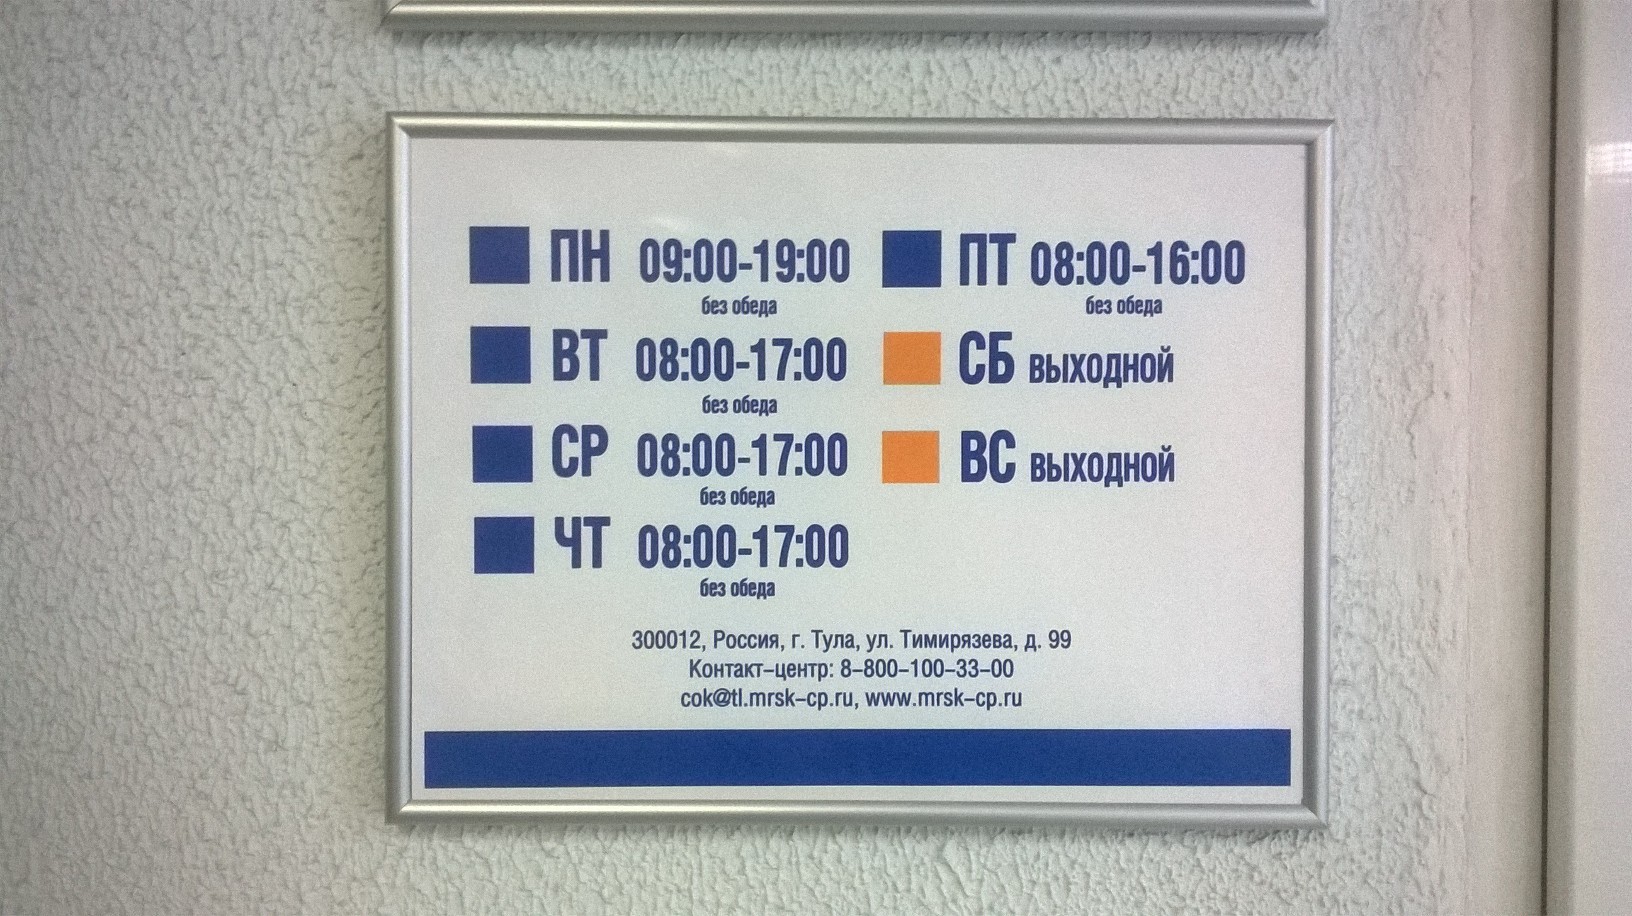 ПН 09:00-19:00
без обеда
ВТ 08:00-17:00
без обеда
СР 08:00-17:00
без обеда
ЧТ 08:00-17:00
без обеда
ПТ 08:00-16:00
без обеда
СБ выходной
ВС выходной
300012, Россия, г. Тула, ул. Тимирязева, д. 99
Контакт-центр: 8-800-100-33-00
cok@tl.mrsk-cp.ru, www.mrsk-cp.ru